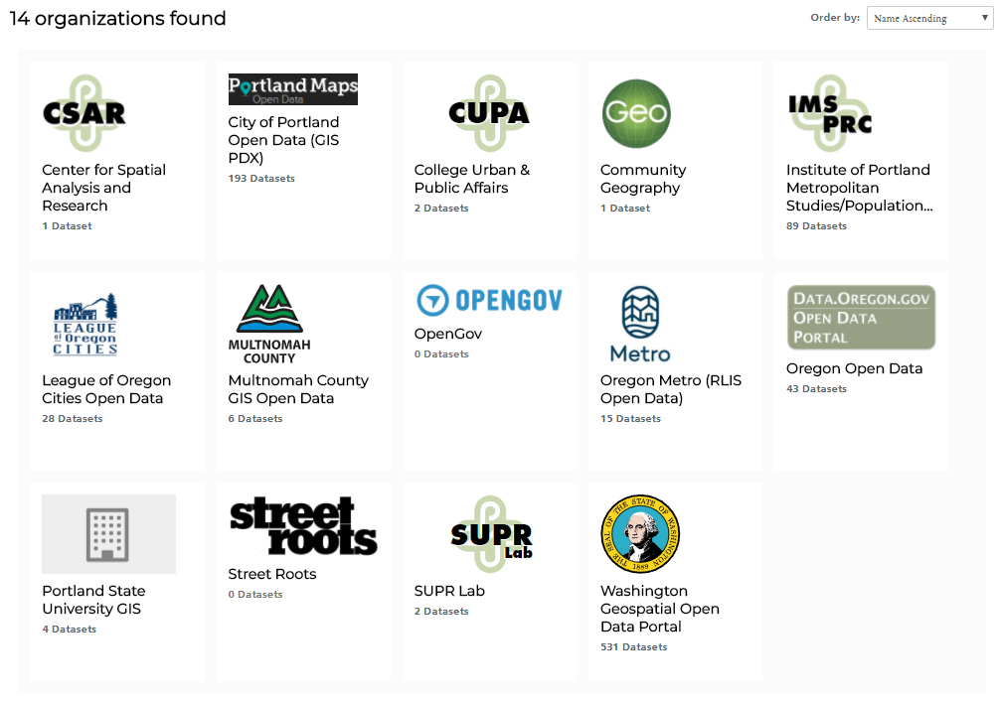 14 organizations found
Order by:
Name Ascending
CSAR
Center for Spatial
Analysis and
Research
1 Dataset
Portland Maps
Open Data
City of Portland
Open Data (GIS
PDX)
193 Datasets
CUPA
College Urban &
Public Affairs
2 Datasets
Geo
Community
Geography
1 Dataset
IMS
PRC
Institute of Portland
Metropolitan
Studies/Population...
89 Datasets
LEAGUE
of Oregon
CITIES
League of Oregon
Cities Open Data
28 Datasets
MULTNOMAH
COUNTY
Multnomah County
GIS Open Data
6 Datasets
OPENGOV
OpenGov
0 Datasets
Metro
Oregon Metro (RLIS
Open Data)
15 Datasets
DATA.OREGON.GOV
OPEN DATA
PORTAL
Oregon Open Data
43 Datasets
Portland State
University GIS
4 Datasets
street
roots
Street Roots
0 Datasets
SUPR
Lab
SUPR Lab
2 Datasets
THE SEAL OF THE STATE OF WASHINGTON
1889
Washington
Geospatial Open
Data Portal
531 Datasets